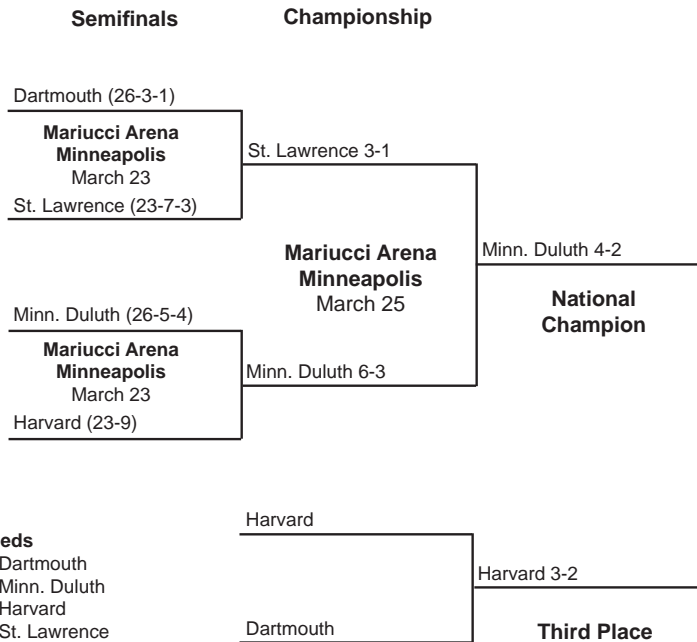 Semifinals
Championship
Dartmouth (26-3-1)
Mariucci Arena
Minneapolis
March 23
St. Lawrence (23-7-3)
St. Lawrence 3-1
Mariucci Arena
Minneapolis
March 25
Minn. Duluth 4-2
National
Champion
Minn. Duluth (26-5-4)
Mariucci Arena
Minneapolis
March 23
Harvard (23-9)
Minn. Duluth 6-3
eds
Dartmouth
Minn. Duluth
Harvard
St. Lawrence
Harvard
Dartmouth
Harvard 3-2
Third Place